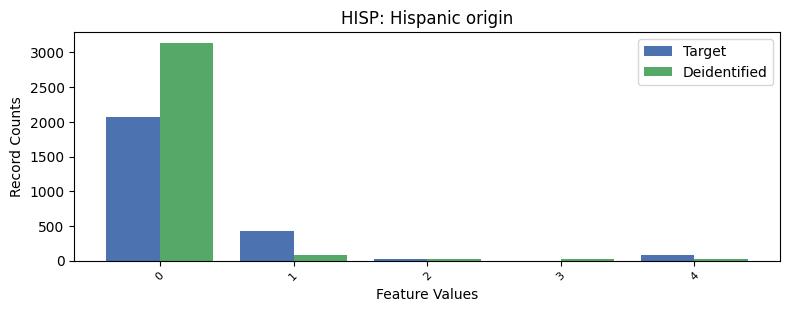 HISP: Hispanic origin
Target
Deidentified
Record Counts
3000
2500
2000
1500
1000
500
0
0
1
2
3
4
Feature Values